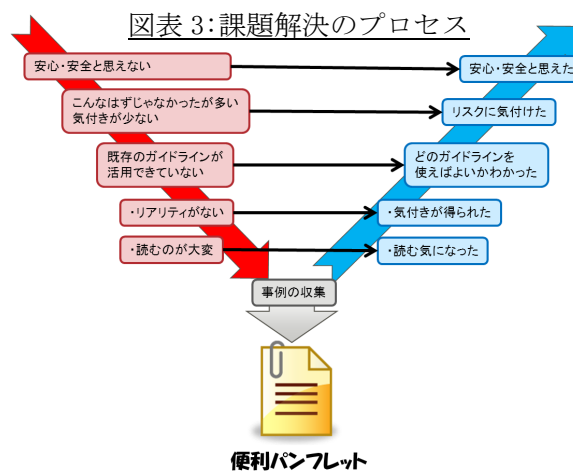 図表 3:課題解決のプロセス
安心・安全と思えない
安心・安全と思えた
こんなはずじゃなかったが多い
気付きが少ない
リスクに気付けた
既存のガイドラインが
活用できていない
どのガイドラインを
使えばよいかわかった
・リアリティがない
・気付きが得られた
・読むのが大変
・読む気になった
事例の収集
便利パンフレット